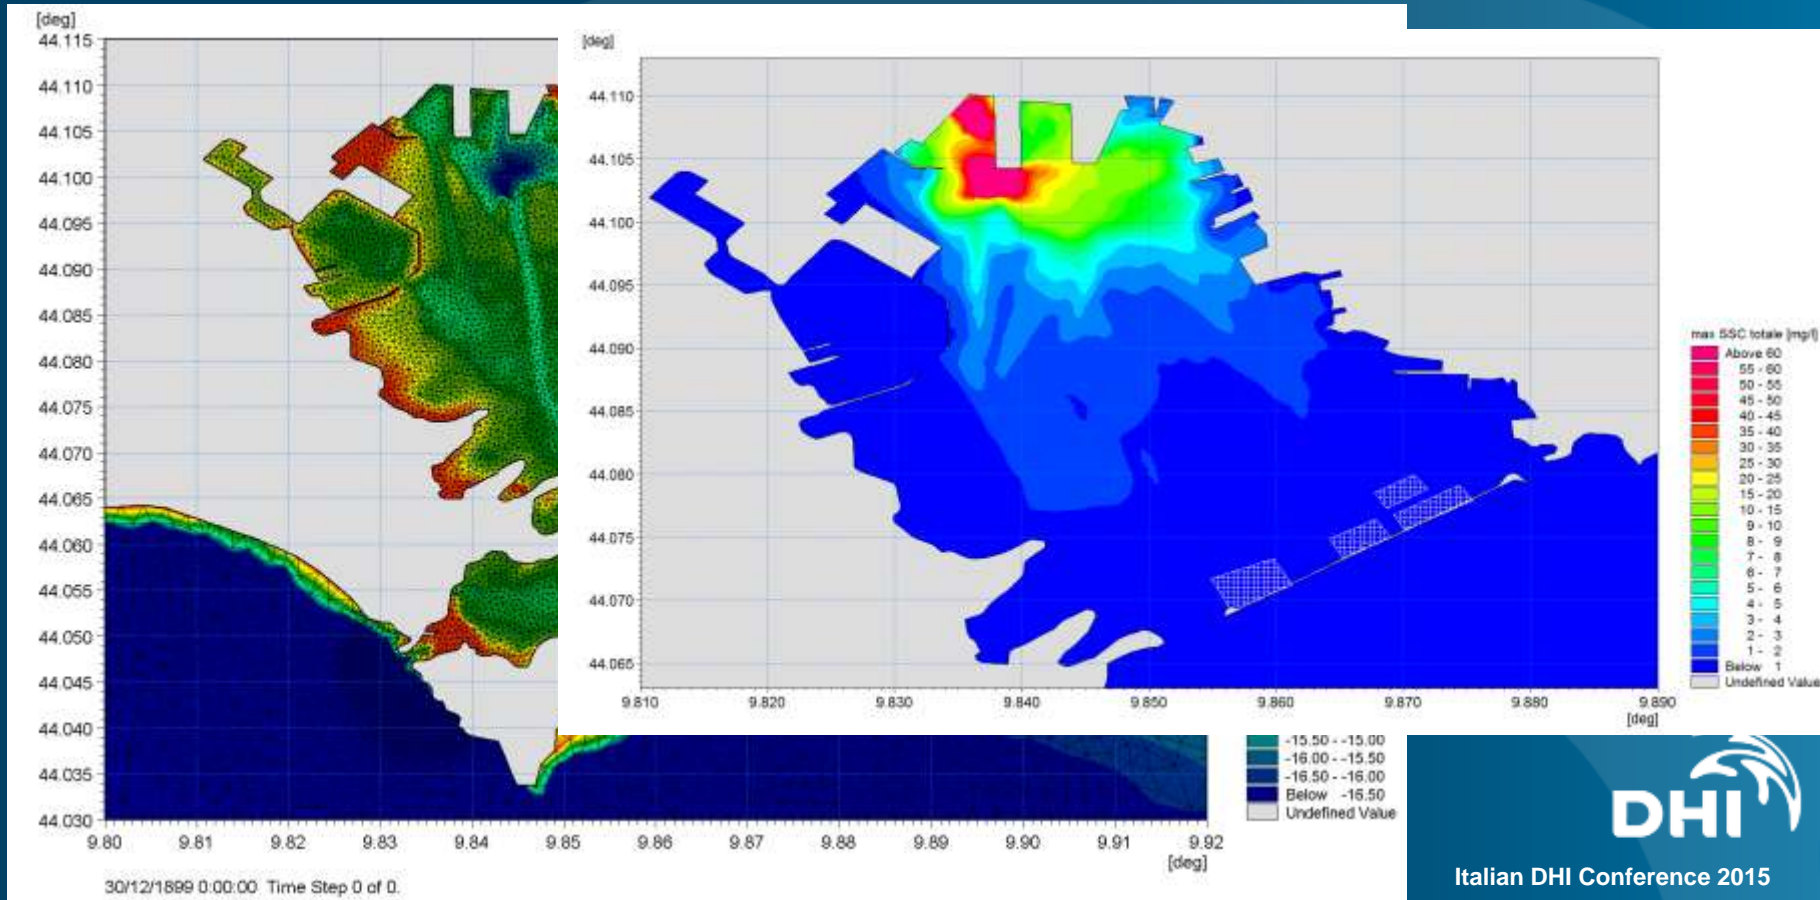 [deg]
44.115
44.110
44.105
44.100
44.095
44.090
44.085
44.080
44.075
44.070
44.065
44.060
44.055
44.050
44.045
44.040
44.035
44.030
9.80
9.81
9.82
9.83
9.84
9.85
9.86
9.87
9.88
9.89
9.90
9.91
9.92
[deg]
30/12/1899 0:00:00 Time Step 0 of 0.
-15.50 - -15.00
-16.00 - -15.50
-16.50 - -16.00
Below -16.50
Undefined Value
[deg]
44.110
44.105
44.100
44.095
44.090
44.085
44.080
44.075
44.070
44.065
9.810
9.820
9.830
9.840
9.850
9.860
9.870
9.880
9.890
[deg]
max SSC totale [mg/l]
Above 60
55 - 60
50 - 55
45 - 50
40 - 45
35 - 40
30 - 35
25 - 30
20 - 25
15 - 20
10 - 15
9 - 10
8 - 9
7 - 8
6 - 7
5 - 6
4 - 5
3 - 4
2 - 3
1 - 2
Below 1
Undefined Value
DHI
Italian DHI Conference 2015